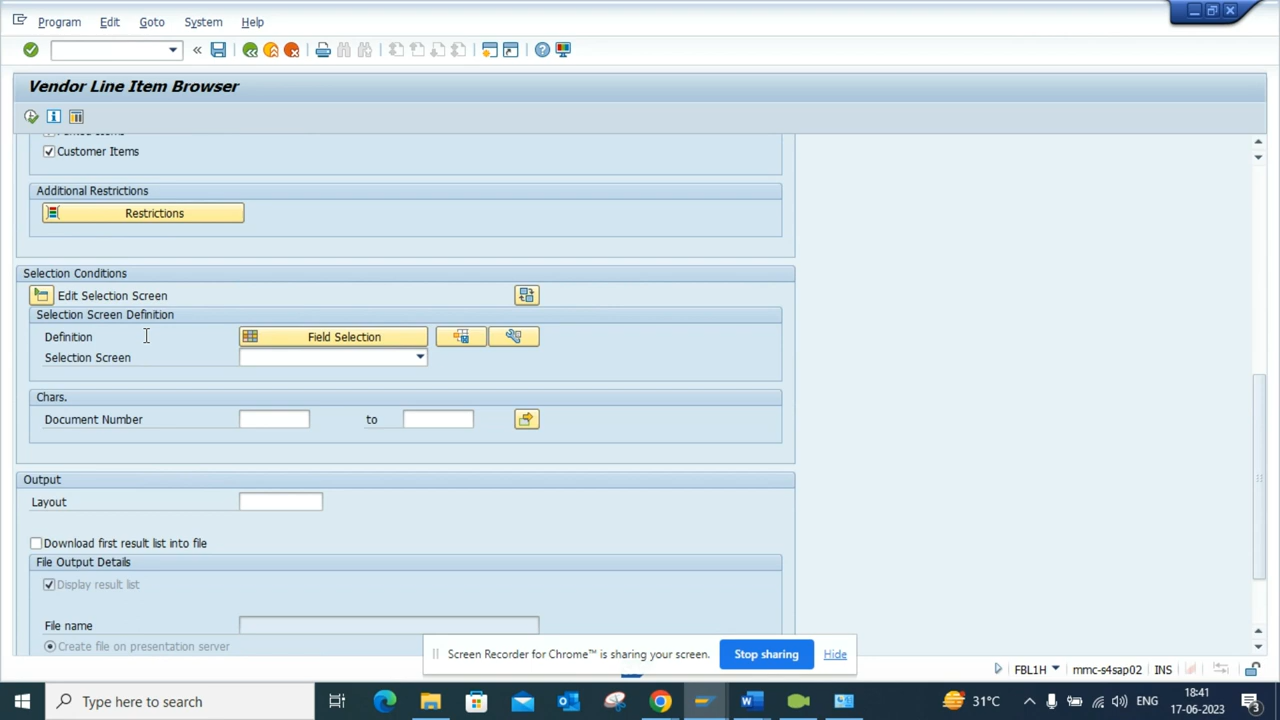 Program Edit Goto System Help
Vendor Line Item Browser
Customer Items
Additional Restrictions
Restrictions
Selection Conditions
Edit Selection Screen
Selection Screen Definition
Definition Field Selection
Selection Screen
Chars.
Document Number to
Output
Layout
Download first result list into file
File Output Details
Display result list
File name
Create file on presentation server
Screen Recorder for Chrome™ is sharing your screen. Stop sharing Hide
FBL1H mmc-s4sap02 INS
Type here to search
31°C
ENG
18:41
17-06-2023
3